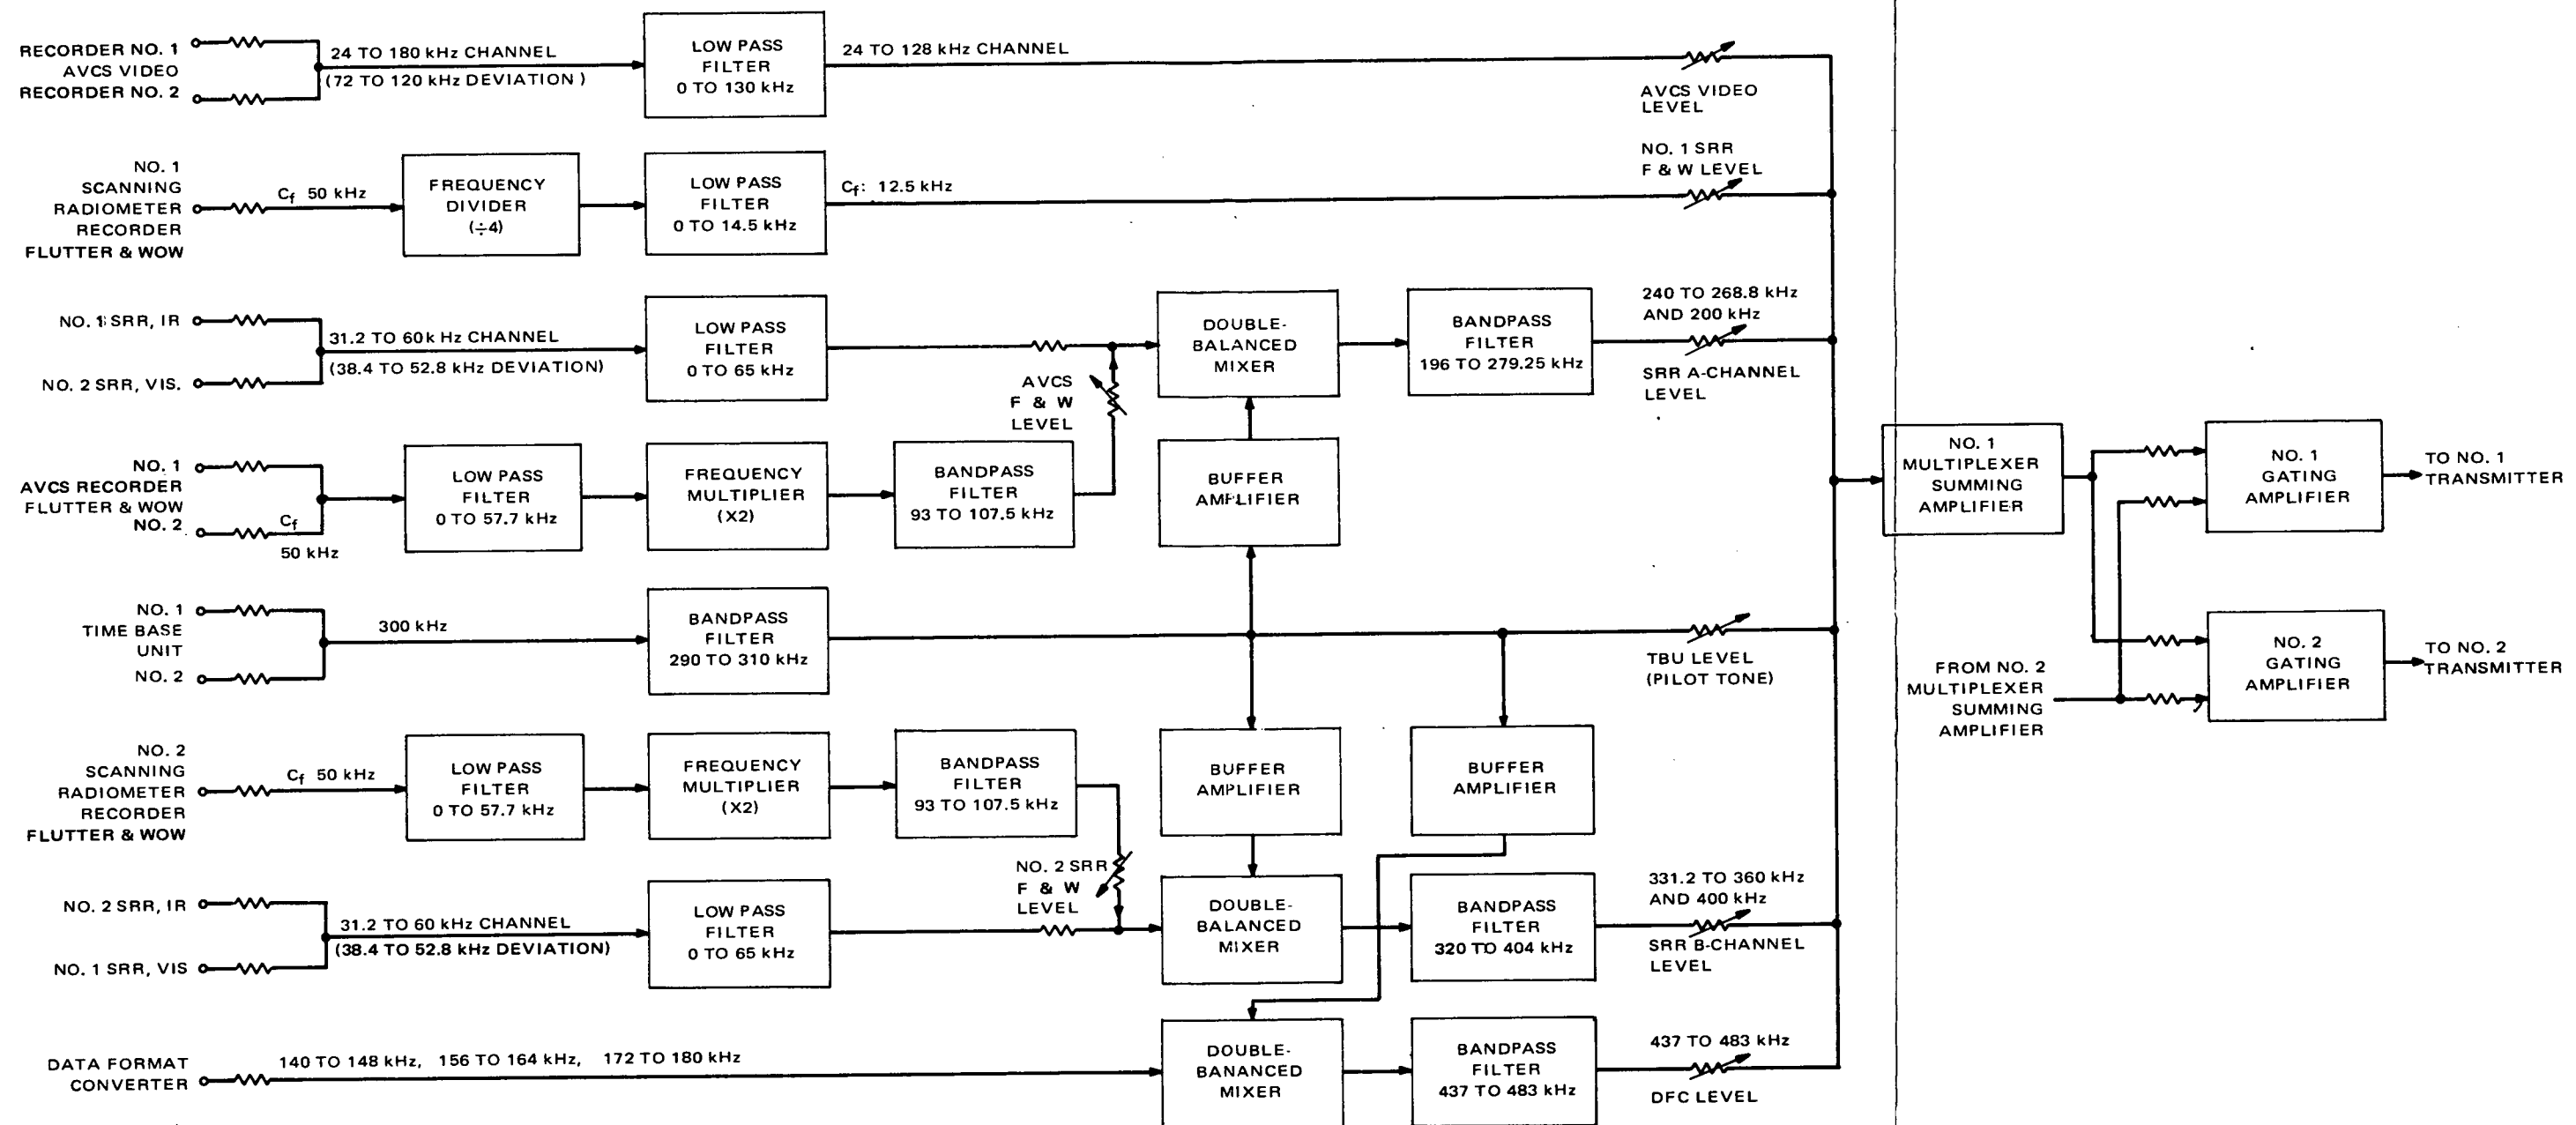 RECORDER NO. 1
AVCS VIDEO
RECORDER NO. 2
24 TO 180 kHz CHANNEL
(72 TO 120 kHz DEVIATION )
LOW PASS
FILTER
0 TO 130 kHz
24 TO 128 kHz CHANNEL
AVCS VIDEO
LEVEL
NO. 1
SCANNING
RADIOMETER
RECORDER
FLUTTER & WOW
Cf 50 kHz
FREQUENCY
DIVIDER
(÷4)
LOW PASS
FILTER
0 TO 14.5 kHz
Cf: 12.5 kHz
NO. 1 SRR
F & W LEVEL
NO. 1 SRR, IR
NO. 2 SRR, VIS.
31.2 TO 60k Hz CHANNEL
(38.4 TO 52.8 kHz DEVIATION)
LOW PASS
FILTER
0 TO 65 kHz
AVCS
F & W
LEVEL
DOUBLE-
BALANCED
MIXER
BANDPASS
FILTER
196 TO 279.25 kHz
240 TO 268.8 kHz
AND 200 kHz
SRR A-CHANNEL
LEVEL
NO. 1
AVCS RECORDER
FLUTTER & WOW
NO. 2
Cf
50 kHz
LOW PASS
FILTER
0 TO 57.7 kHz
FREQUENCY
MULTIPLIER
(X2)
BANDPASS
FILTER
93 TO 107.5 kHz
BUFFER
AMPLIFIER
NO. 1
MULTIPLEXER
SUMMING
AMPLIFIER
NO. 1
GATING
AMPLIFIER
TO NO. 1
TRANSMITTER
NO. 1
TIME BASE
UNIT
NO. 2
300 kHz
BANDPASS
FILTER
290 TO 310 kHz
TBU LEVEL
(PILOT TONE)
FROM NO. 2
MULTIPLEXER
SUMMING
AMPLIFIER
NO. 2
GATING
AMPLIFIER
TO NO. 2
TRANSMITTER
NO. 2
SCANNING
RADIOMETER
RECORDER
FLUTTER & WOW
Cf 50 kHz
LOW PASS
FILTER
0 TO 57.7 kHz
FREQUENCY
MULTIPLIER
(X2)
BANDPASS
FILTER
93 TO 107.5 kHz
BUFFER
AMPLIFIER
BUFFER
AMPLIFIER
NO. 2 SRR
F & W
LEVEL
NO. 2 SRR, IR
NO. 1 SRR, VIS
31.2 TO 60 kHz CHANNEL
(38.4 TO 52.8 kHz DEVIATION)
LOW PASS
FILTER
0 TO 65 kHz
DOUBLE-
BALANCED
MIXER
BANDPASS
FILTER
320 TO 404 kHz
331.2 TO 360 kHz
AND 400 kHz
SRR B-CHANNEL
LEVEL
DATA FORMAT
CONVERTER
140 TO 148 kHz, 156 TO 164 kHz, 172 TO 180 kHz
DOUBLE-
BANANCED
MIXER
BANDPASS
FILTER
437 TO 483 kHz
437 TO 483 kHz
DFC LEVEL